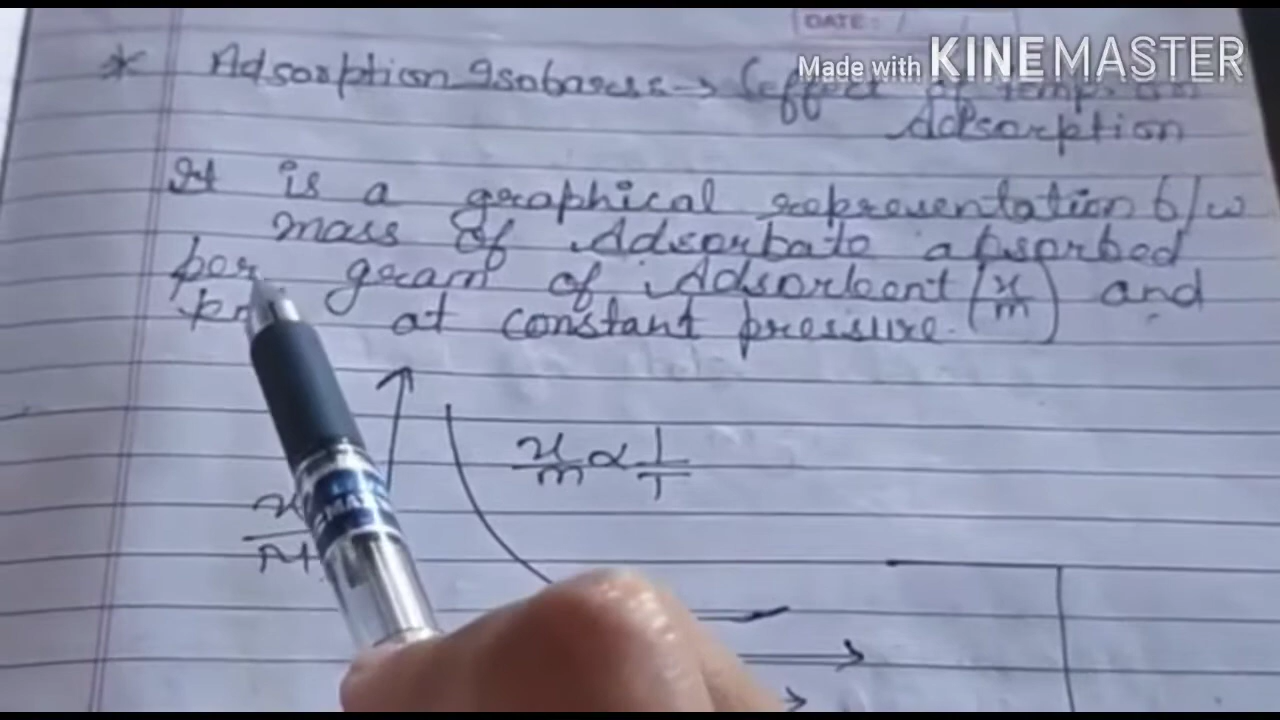 DATE: / /
Made with KINEMASTER
* Adsorption Isobars → (effect of temp. on
Adsorption
It is a graphical representation b/w
mass of Adsorbate absorbed
per gram of Adsorbent (x/m) and
at constant pressure.
x/m ∝ 1/T
x/M